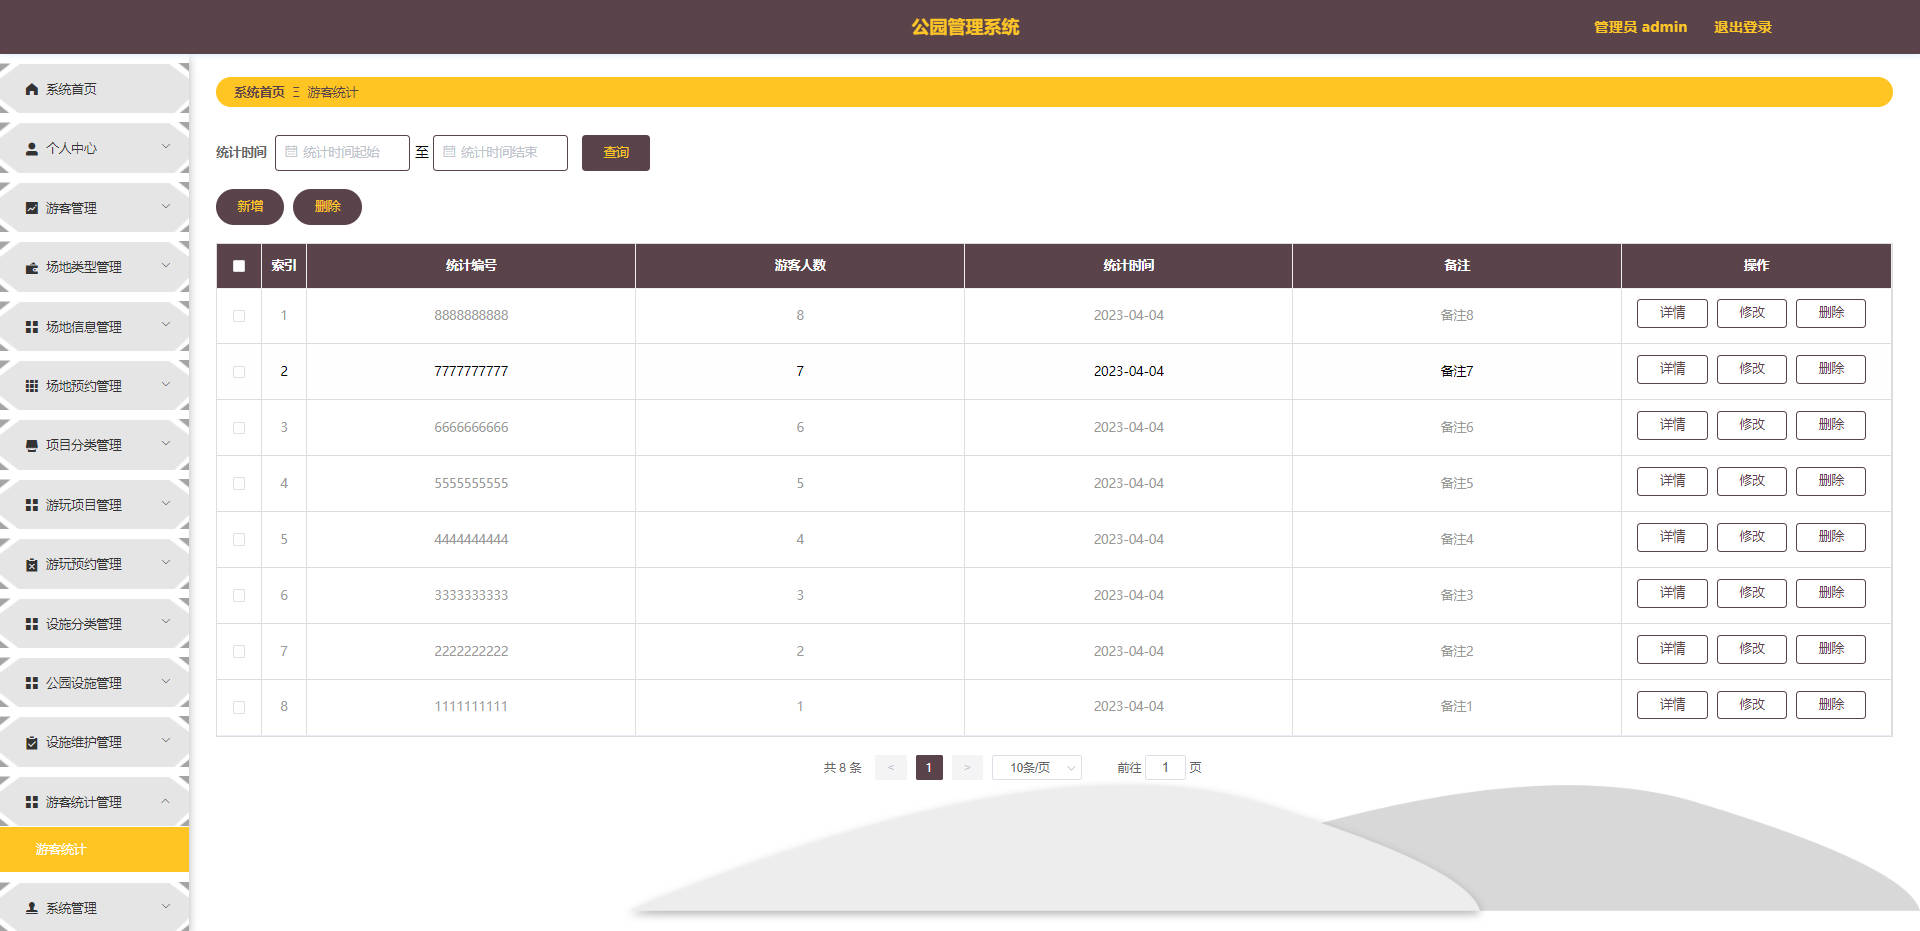 公园管理系统
管理员 admin 退出登录
系统首页
个人中心
游客管理
场地类型管理
场地信息管理
场地预约管理
项目分类管理
游玩项目管理
游玩预约管理
设施分类管理
公园设施管理
设施维护管理
游客统计管理
游客统计
系统管理
系统首页 Ξ 游客统计
统计时间 统计时间起始 至 统计时间结束 查询
新增 删除
索引 统计编号 游客人数 统计时间 备注 操作
1 8888888888 8 2023-04-04 备注8 详情 修改 删除
2 7777777777 7 2023-04-04 备注7 详情 修改 删除
3 6666666666 6 2023-04-04 备注6 详情 修改 删除
4 5555555555 5 2023-04-04 备注5 详情 修改 删除
5 4444444444 4 2023-04-04 备注4 详情 修改 删除
6 3333333333 3 2023-04-04 备注3 详情 修改 删除
7 2222222222 2 2023-04-04 备注2 详情 修改 删除
8 1111111111 1 2023-04-04 备注1 详情 修改 删除
共 8 条 < 1 > 10条/页 前往 1 页